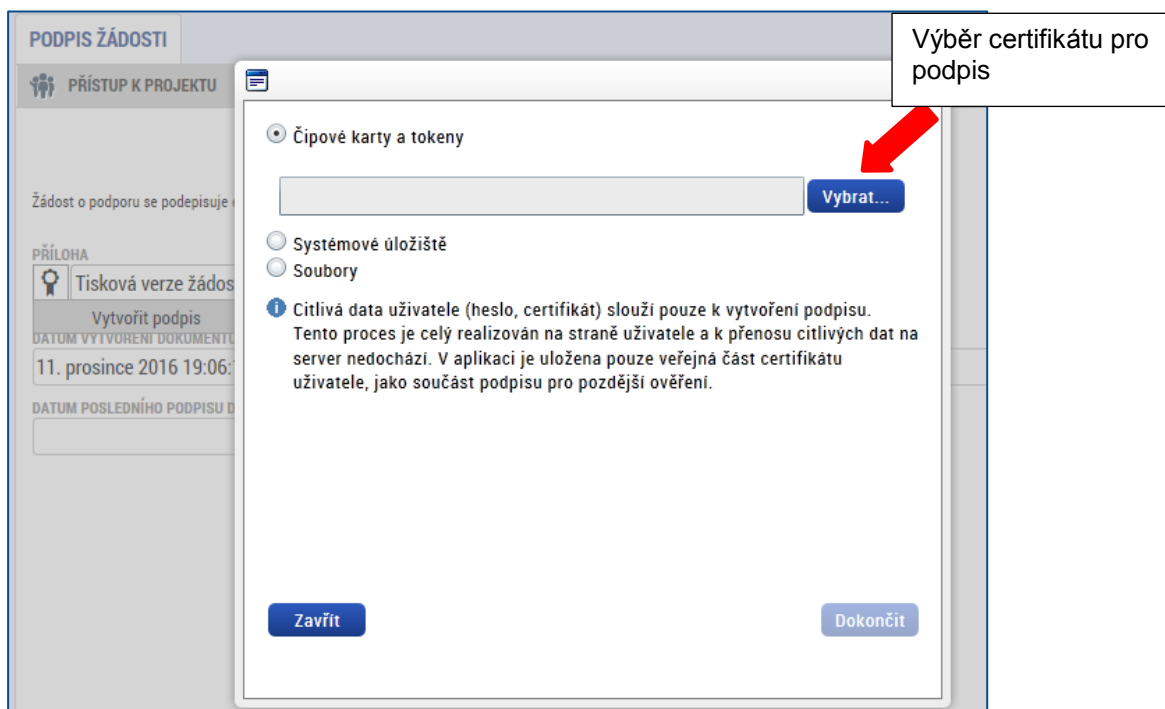 PODPIS ŽÁDOSTI
Výběr certifikátu pro
podpis
PŘÍSTUP K PROJEKTU
Čipové karty a tokeny
Vybrat...
Žádost o podporu se podepisuje
Systémové úložiště
Soubory
PŘÍLOHA
Tisková verze žádos
Vytvořit podpis
DATUM VYTVOŘENÍ DOKUMENTU
11. prosince 2016 19:06:
DATUM POSLEDNÍHO PODPISU D
Citlivá data uživatele (heslo, certifikát) slouží pouze k vytvoření podpisu.
Tento proces je celý realizován na straně uživatele a k přenosu citlivých dat na
server nedochází. V aplikaci je uložena pouze veřejná část certifikátu
uživatele, jako součást podpisu pro pozdější ověření.
Zavřít
Dokončit